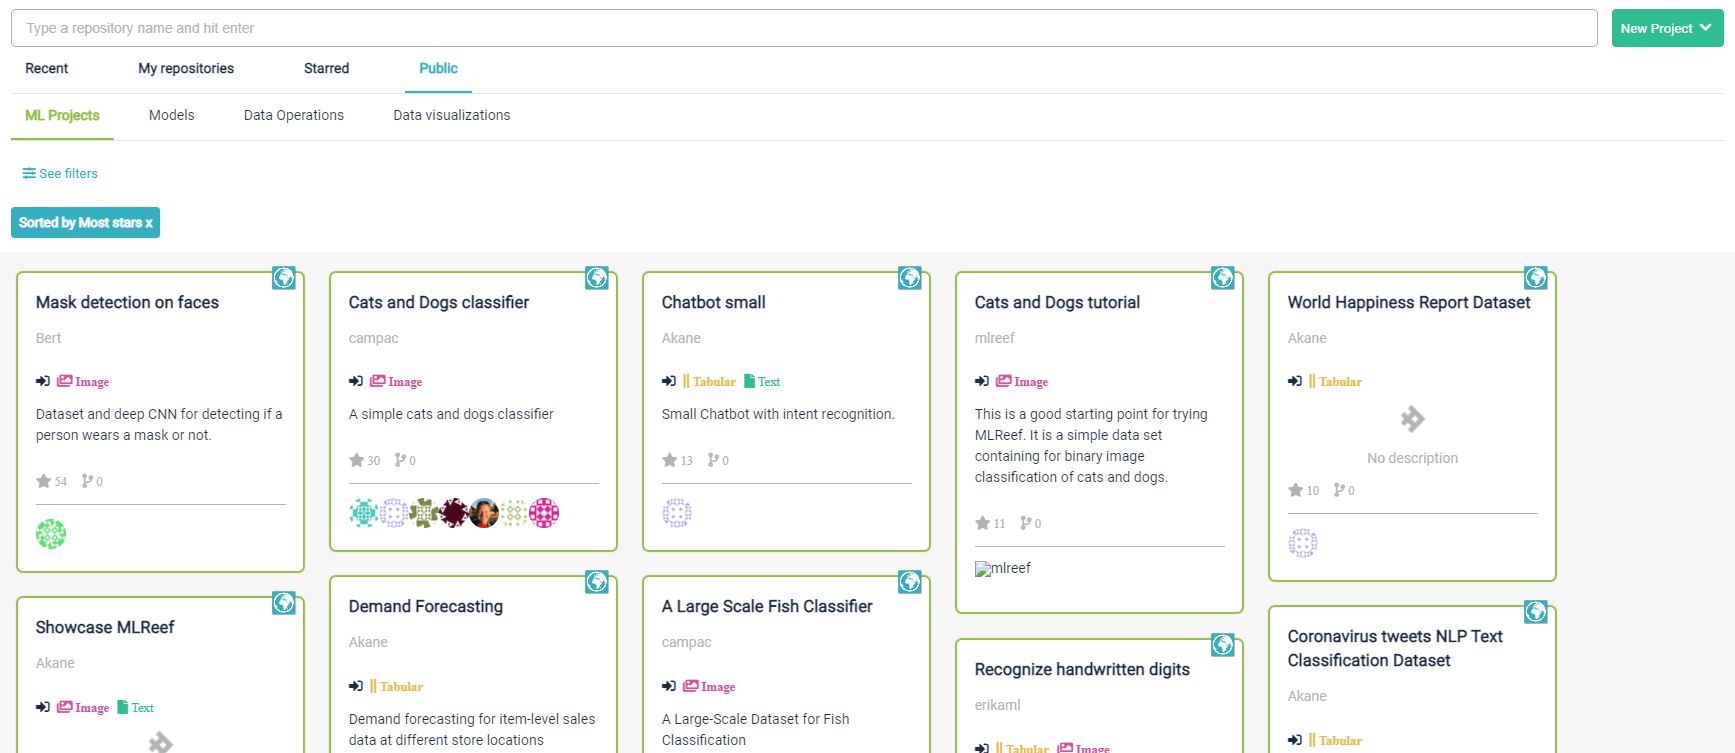 Type a repository name and hit enter
New Project
Recent
My repositories
Starred
Public
ML Projects
Models
Data Operations
Data visualizations
See filters
Sorted by Most stars x
Mask detection on faces
Bert
Image
Dataset and deep CNN for detecting if a
person wears a mask or not.
54 0
Cats and Dogs classifier
campac
Image
A simple cats and dogs classifier
30 0
Chatbot small
Akane
Tabular Text
Small Chatbot with intent recognition.
13 0
Cats and Dogs tutorial
mlreef
Image
This is a good starting point for trying
MLReef. It is a simple data set
containing for binary image
classification of cats and dogs.
11 0
mlreef
World Happiness Report Dataset
Akane
Tabular
No description
10 0
Showcase MLReef
Akane
Image Text
Demand Forecasting
Akane
Tabular
Demand forecasting for item-level sales
data at different store locations
A Large Scale Fish Classifier
campac
Image
A Large-Scale Dataset for Fish
Classification
Recognize handwritten digits
erikaml
Tabular Image
Coronavirus tweets NLP Text
Classification Dataset
Akane
Tabular